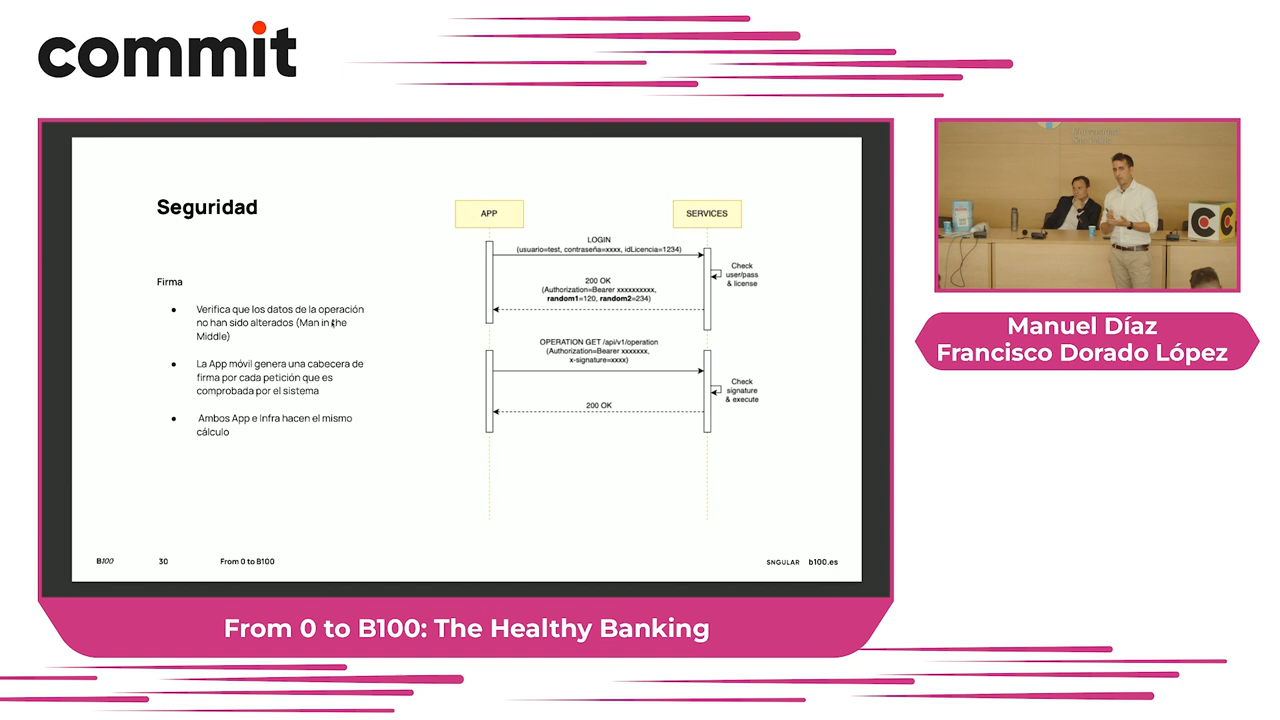 commit
Seguridad
Firma
● Verifica que los datos de la operación
no han sido alterados (Man in the
Middle)
● La App móvil genera una cabecera de
firma por cada petición que es
comprobada por el sistema
● Ambos App e Infra hacen el mismo
cálculo
APP
SERVICES
LOGIN
(usuario=test, contraseña=xxxx, idLicencia=1234)
Check
user/pass
& license
200 OK
(Authorization=Bearer xxxxxxxxxx,
random1=120, random2=234)
OPERATION GET /api/v1/operation
(Authorization=Bearer xxxxxxx,
x-signature=xxxx)
Check
signature
& execute
200 OK
B100
30
From 0 to B100
SNGULAR
b100.es
Manuel Díaz
Francisco Dorado López
From 0 to B100: The Healthy Banking